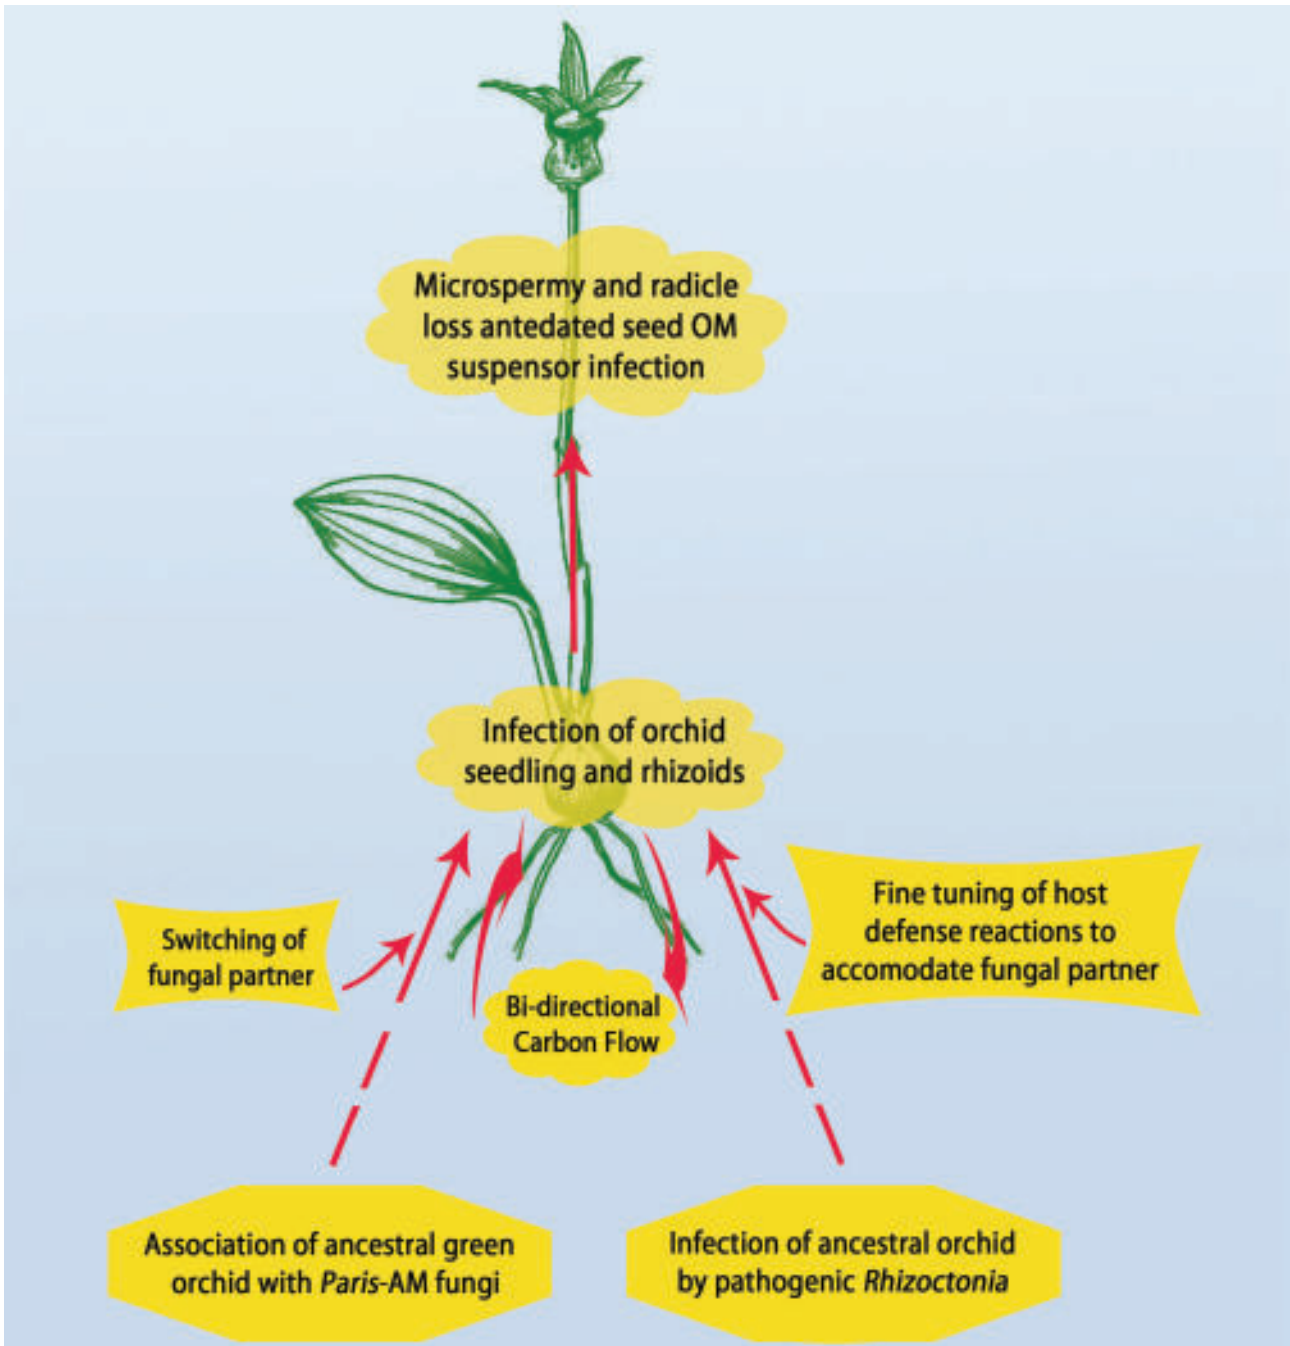 Microspermy and radicle
loss antedated seed OM
suspensor infection
Infection of orchid
seedling and rhizoids
Switching of
fungal partner
Fine tuning of host
defense reactions to
accomodate fungal partner
Bi-directional
Carbon Flow
Association of ancestral green
orchid with Paris-AM fungi
Infection of ancestral orchid
by pathogenic Rhizoctonia